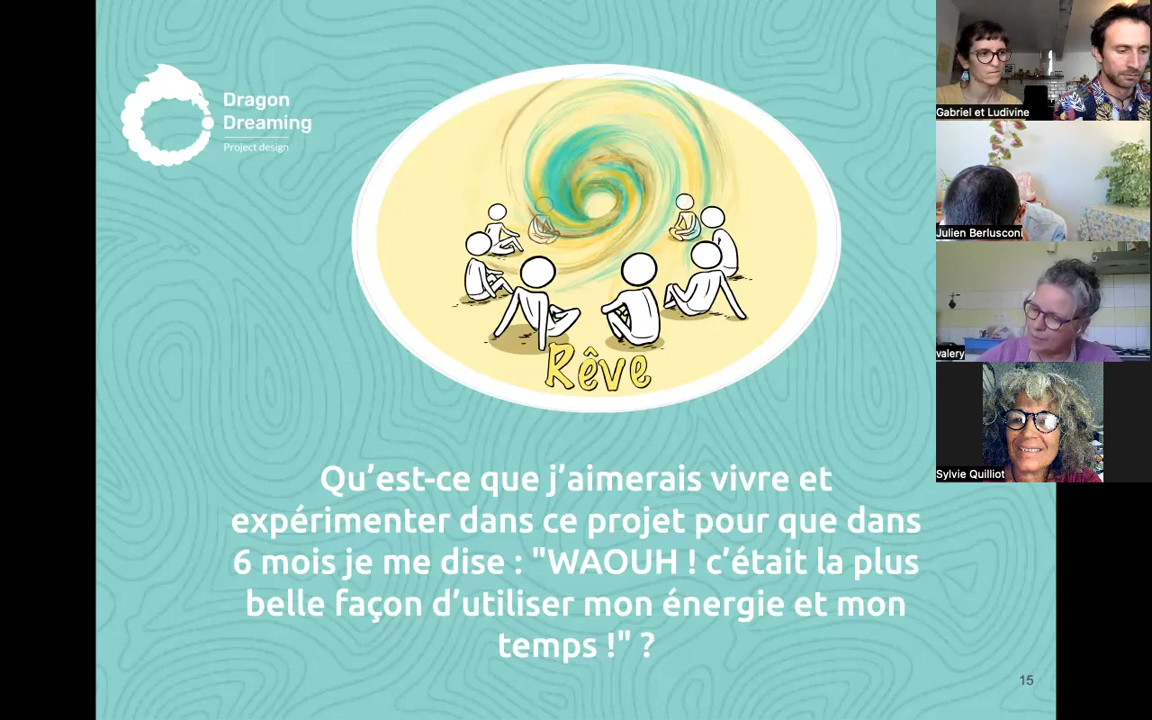 Dragon
Dreaming
Project design
Rêve
Qu’est-ce que j’aimerais vivre et
expérimenter dans ce projet pour que dans
6 mois je me dise : "WAOUH ! c’était la plus
belle façon d’utiliser mon énergie et mon
temps !" ?
15
Gabriel et Ludivine
Julien Berlusconi
valery
Sylvie Quilliot